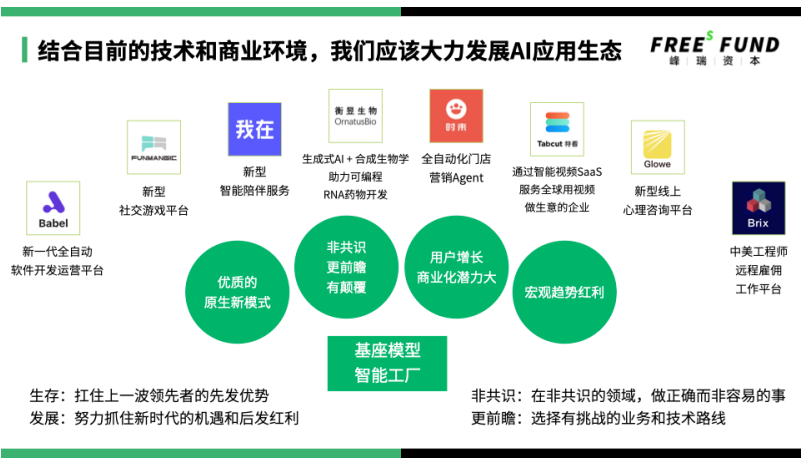 结合目前的技术和商业环境，我们应该大力发展AI应用生态
FREES FUND
峰瑞资本
Babel
新一代全自动
软件开发运营平台
FUNMANGIC
新型
社交游戏平台
我在
新型
智能陪伴服务
衡昱生物
OrnatusBio
生成式AI + 合成生物学
助力可编程
RNA药物开发
时来
全自动化门店
营销Agent
Tabcut 特看
通过智能视频SaaS
服务全球用视频
做生意的企业
Glowe
新型线上
心理咨询平台
Brix
中美工程师
远程雇佣
工作平台
优质的
原生新模式
非共识
更前瞻
有颠覆
用户增长
商业化潜力大
宏观趋势红利
基座模型
智能工厂
生存：扛住上一波领先者的先发优势
发展：努力抓住新时代的机遇和后发红利
非共识：在非共识的领域，做正确而非容易的事
更前瞻：选择有挑战的业务和技术路线